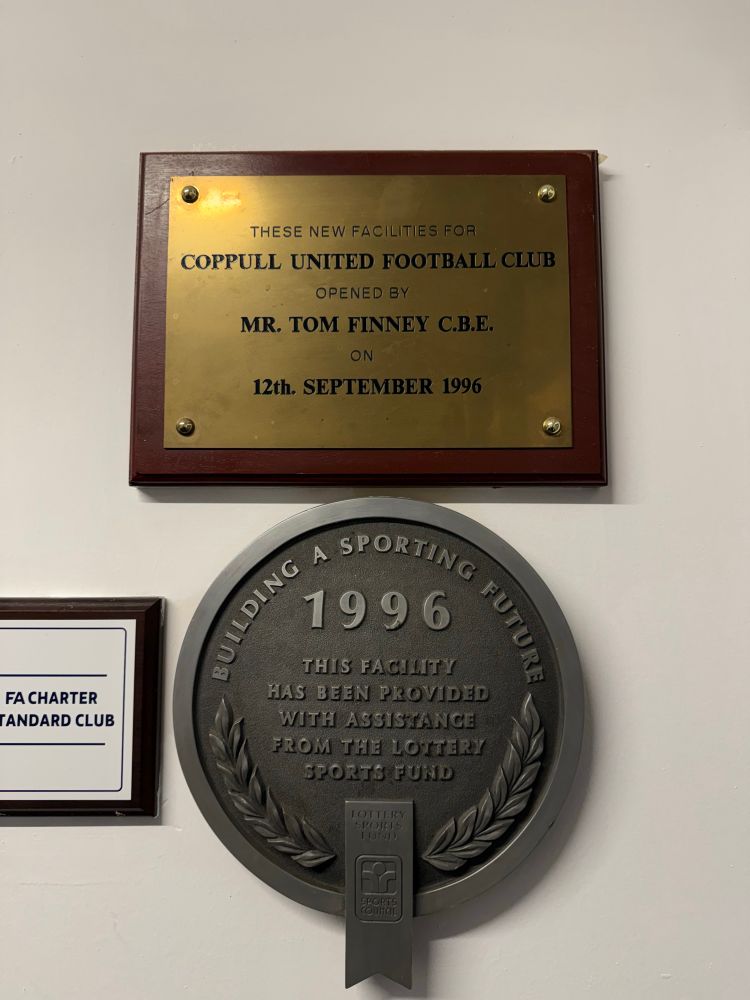 THESE NEW FACILITIES FOR
COPPULL UNITED FOOTBALL CLUB
OPENED BY
MR. TOM FINNEY C.B.E.
ON
12th. SEPTEMBER 1996
BUILDING A SPORTING FUTURE
1996
THIS FACILITY
HAS BEEN PROVIDED
WITH ASSISTANCE
FROM THE LOTTERY
SPORTS FUND
LOTTERY
SPORTS
FUND
SPORTS
COUNCIL
FA CHARTER
TANDARD CLUB